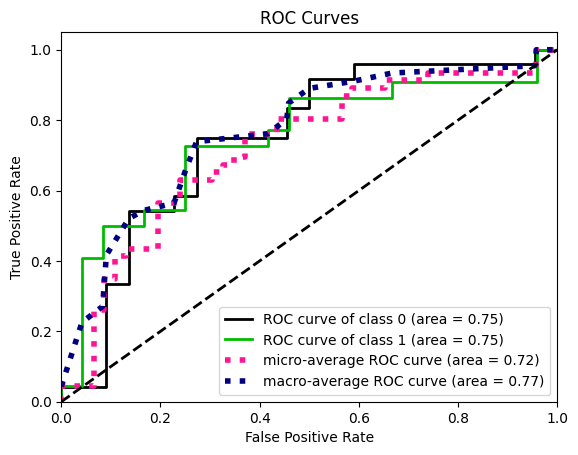 ROC Curves
True Positive Rate
1.0
0.8
0.6
0.4
0.2
0.0
ROC curve of class 0 (area = 0.75)
ROC curve of class 1 (area = 0.75)
micro-average ROC curve (area = 0.72)
macro-average ROC curve (area = 0.77)
0.0 0.2 0.4 0.6 0.8 1.0
False Positive Rate